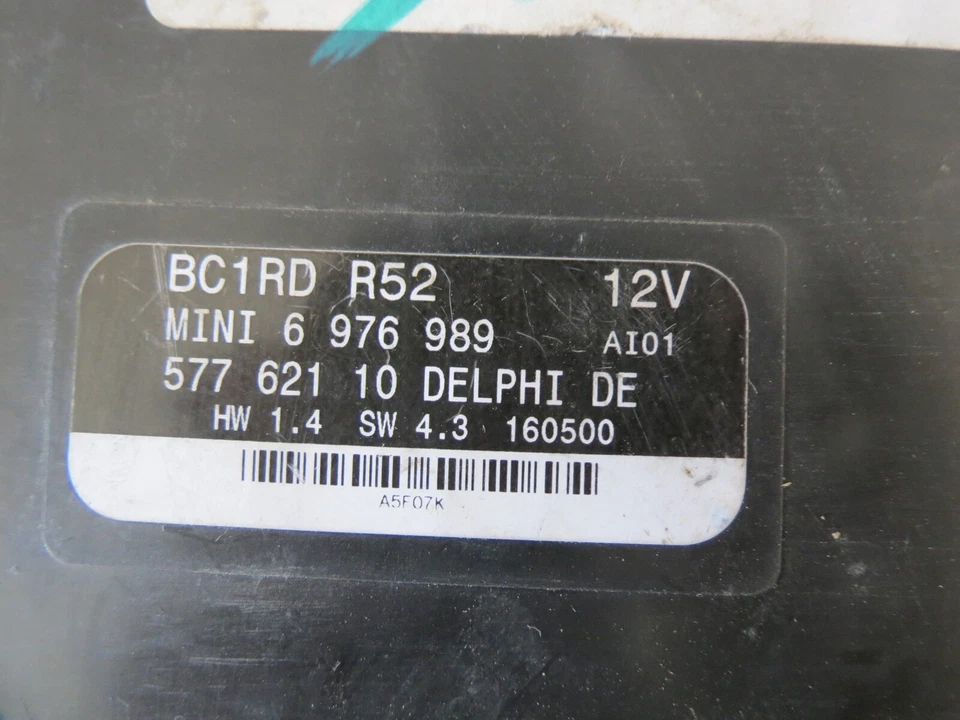 BC1RD R52 12V
MINI 6 976 989 AI01
577 621 10 DELPHI DE
HW 1.4 SW 4.3 160500
A5F07K